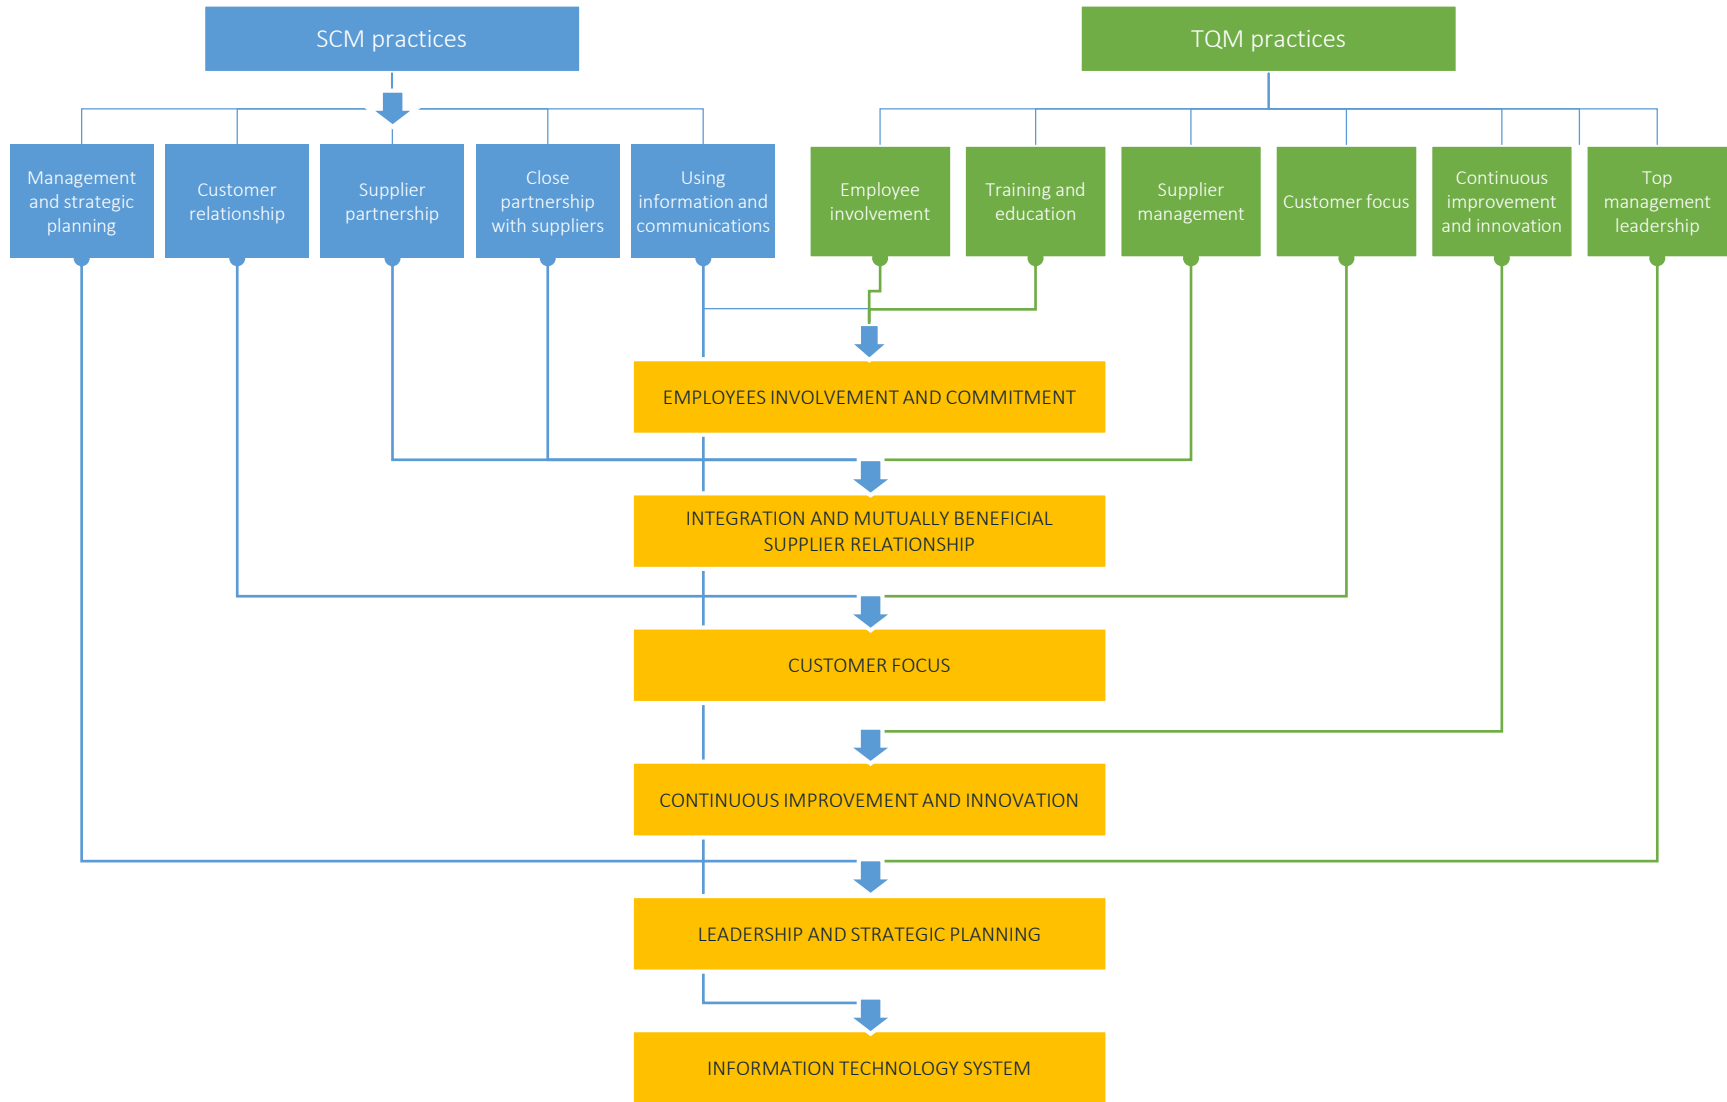 SCM practices
TQM practices
Management
and strategic
planning
Customer
relationship
Supplier
partnership
Close
partnership
with suppliers
Using
information and
communications
Employee
involvement
Training and
education
Supplier
management
Customer focus
Continuous
improvement
and innovation
Top
management
leadership
EMPLOYEES INVOLVEMENT AND COMMITMENT
INTEGRATION AND MUTUALLY BENEFICIAL
SUPPLIER RELATIONSHIP
CUSTOMER FOCUS
CONTINUOUS IMPROVEMENT AND INNOVATION
LEADERSHIP AND STRATEGIC PLANNING
INFORMATION TECHNOLOGY SYSTEM